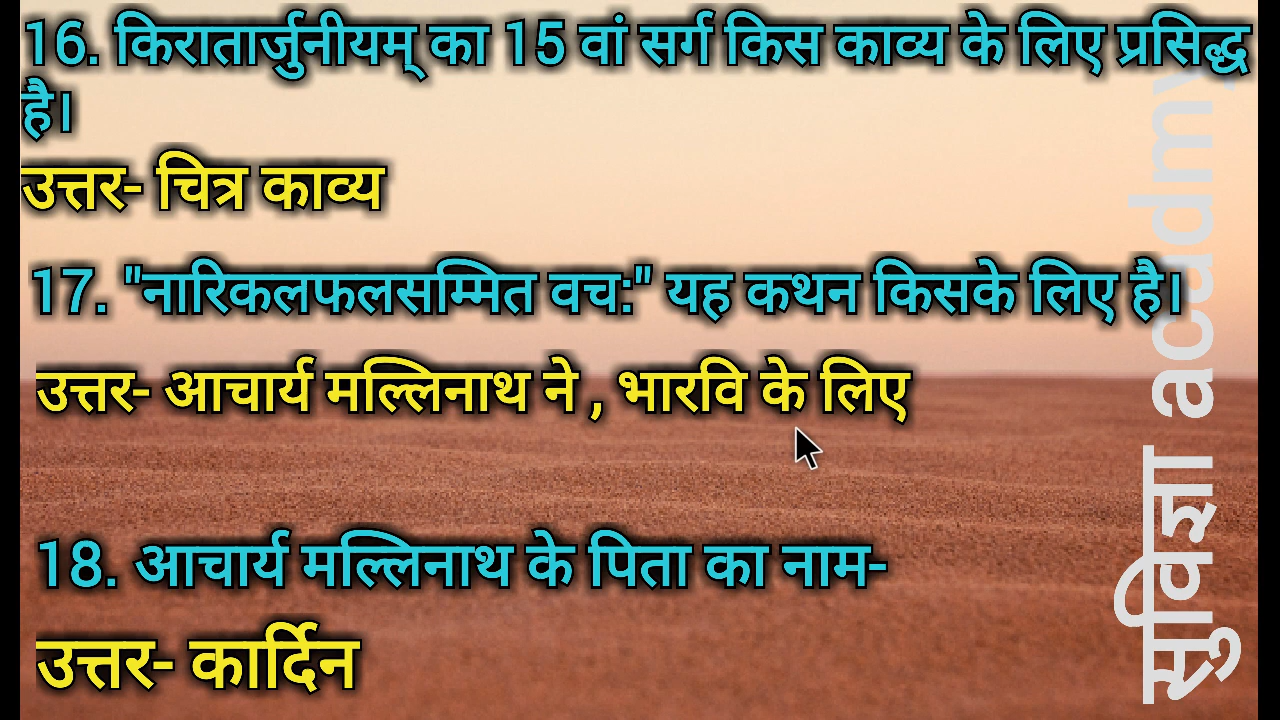 16. किरातार्जुनीयम् का 15 वां सर्ग किस काव्य के लिए प्रसिद्ध
है।
उत्तर- चित्र काव्य
17. "नारिकलफलसम्मित वच:" यह कथन किसके लिए है।
उत्तर- आचार्य मल्लिनाथ ने , भारवि के लिए
18. आचार्य मल्लिनाथ के पिता का नाम-
उत्तर- कार्दिन
सुविज्ञा acadmy